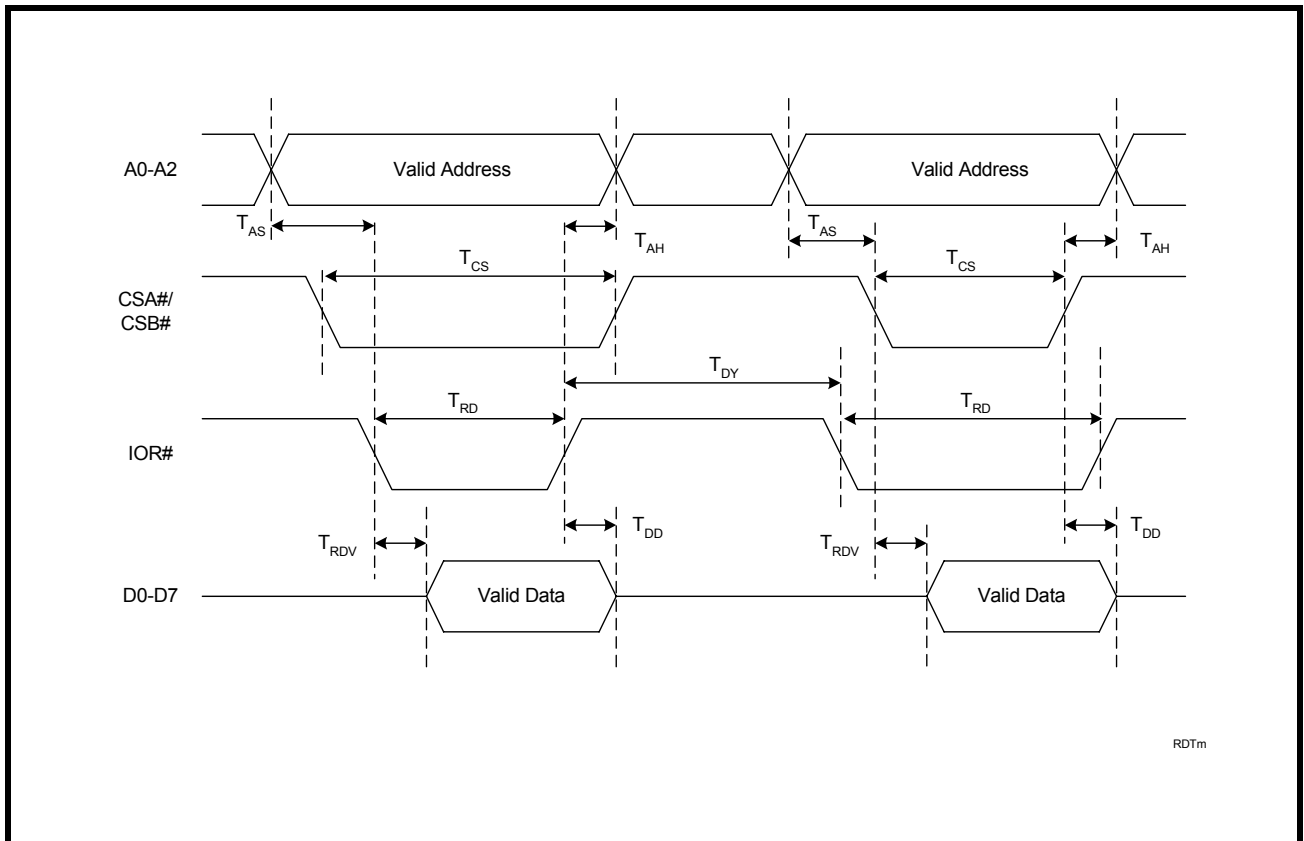 A0-A2
Valid Address
Valid Address
TAS
TAH
TAS
TAH
TCS
TCS
CSA#/
CSB#
TDY
TRD
TRD
IOR#
TRDV
TDD
TRDV
TDD
D0-D7
Valid Data
Valid Data
RDTm